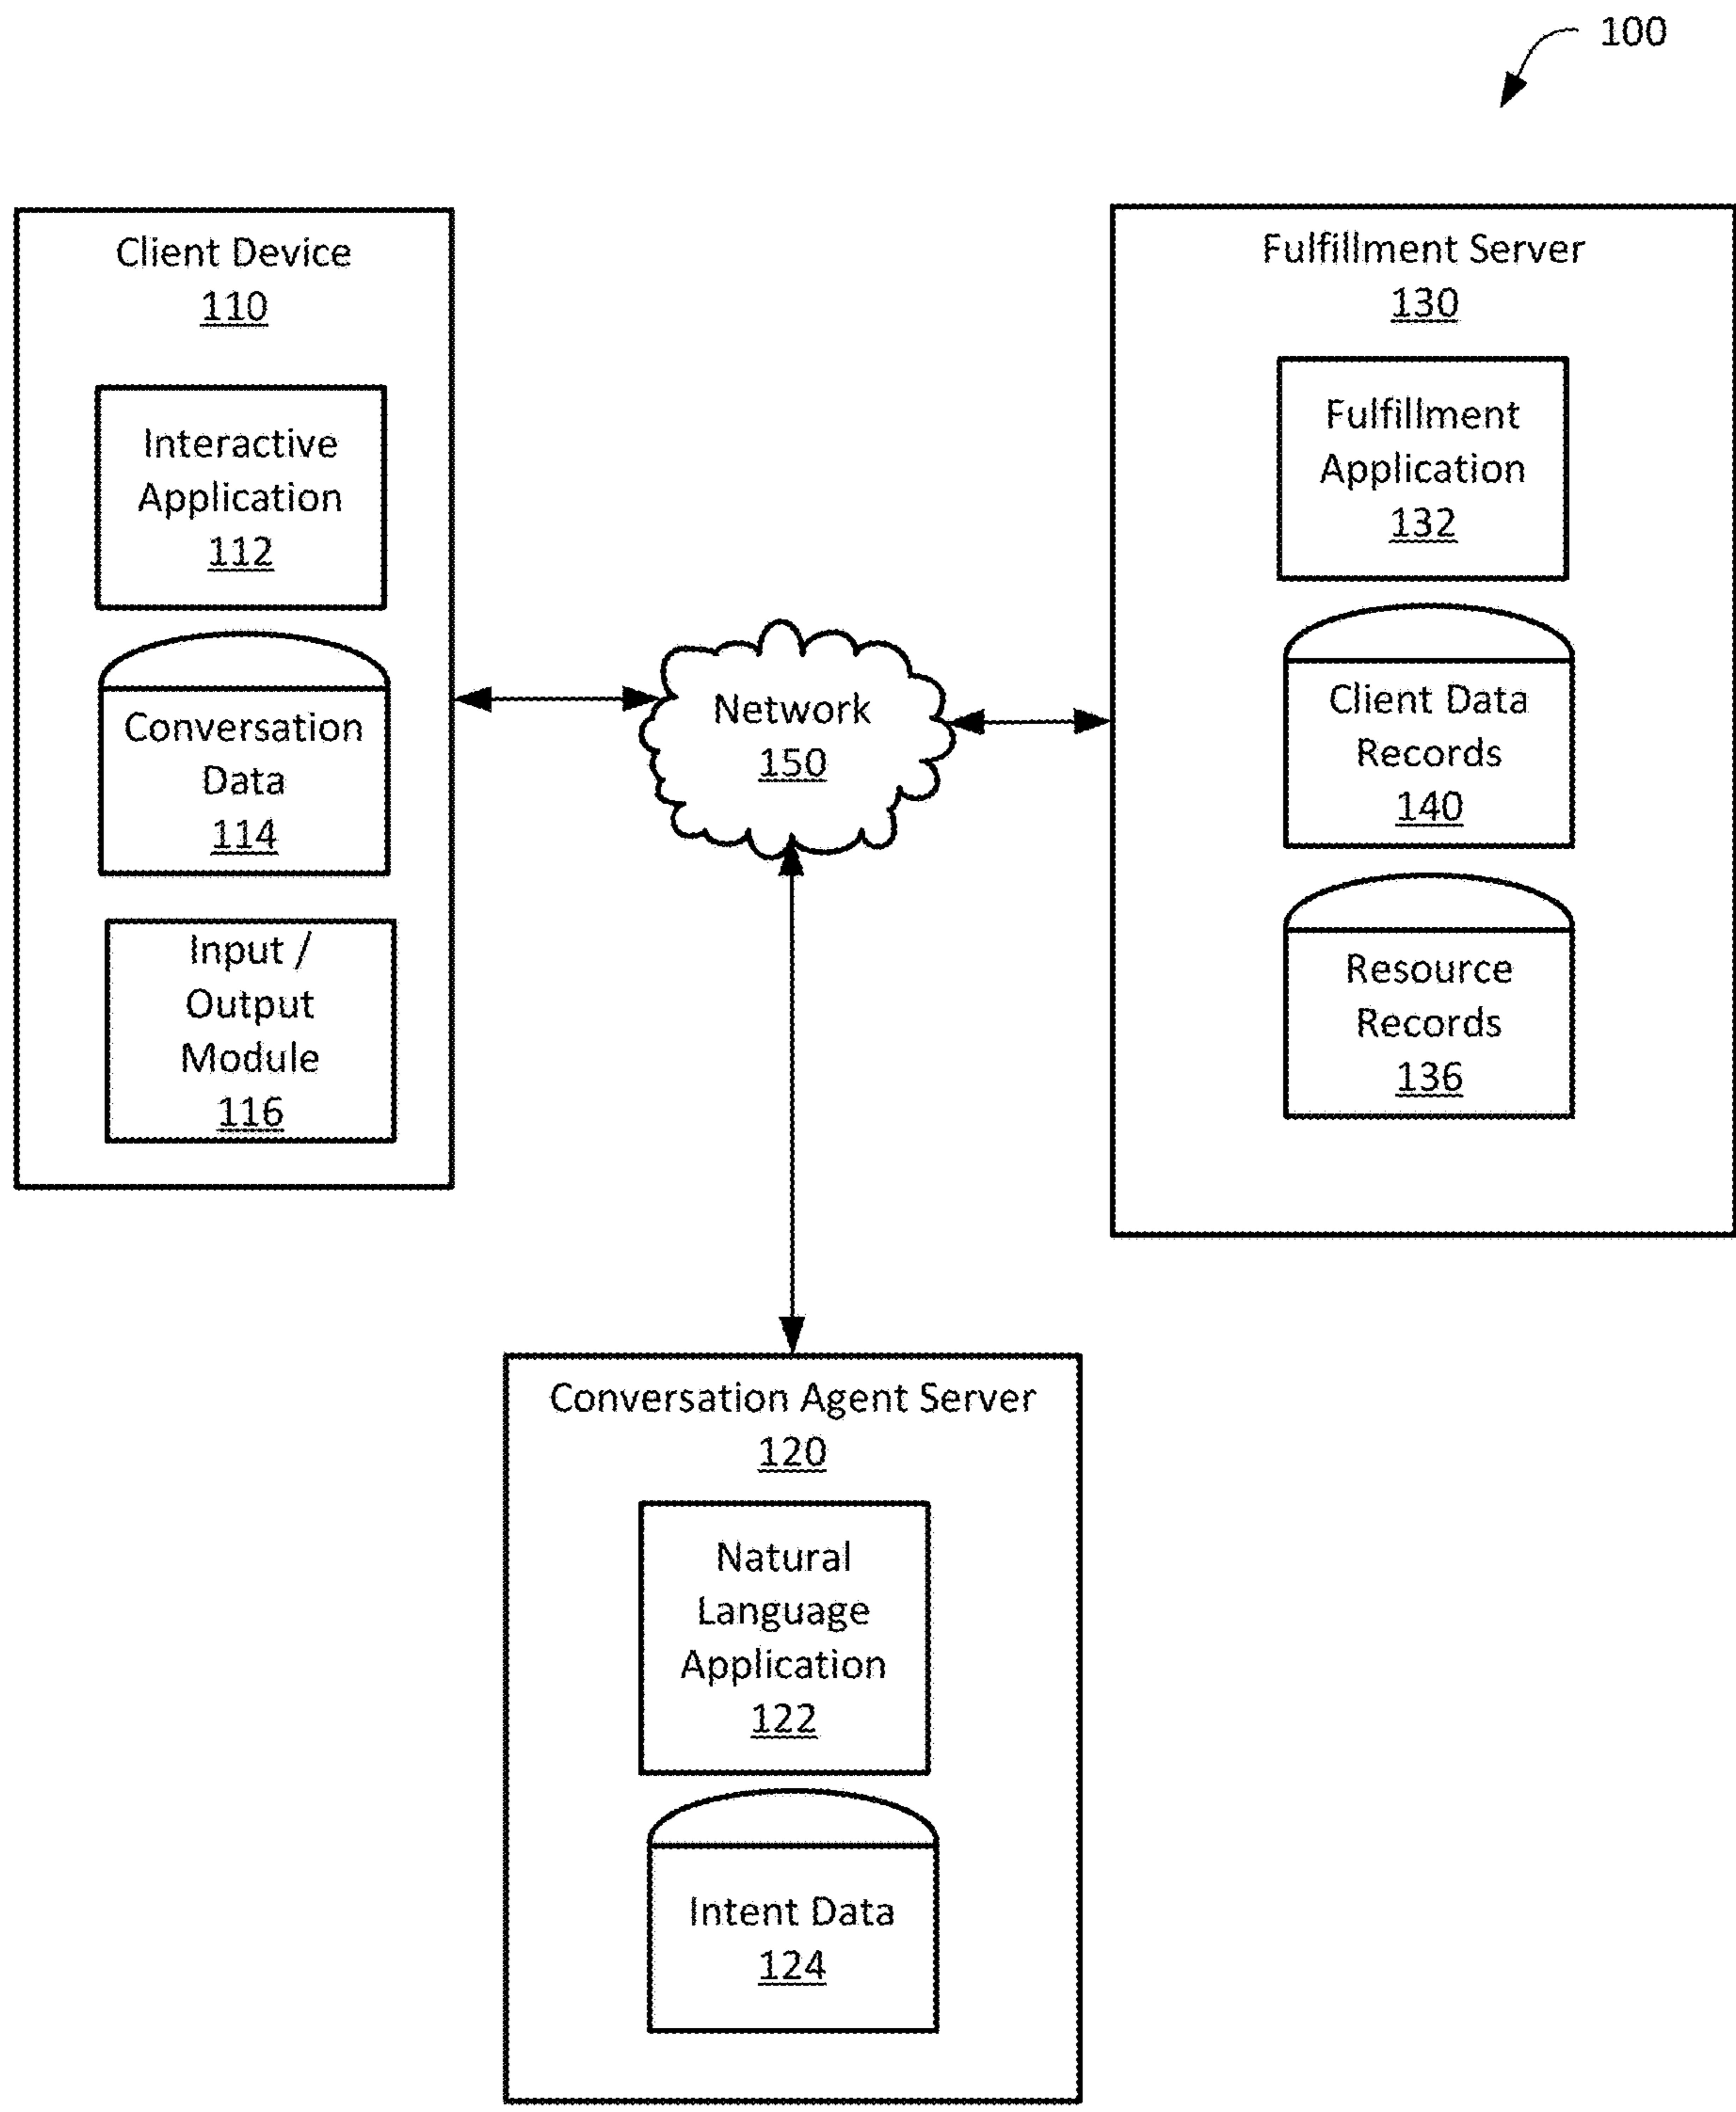 100
Client Device
110
Interactive
Application
112
Conversation
Data
114
Input /
Output
Module
116
Network
150
Fulfillment Server
130
Fulfillment
Application
132
Client Data
Records
140
Resource
Records
136
Conversation Agent Server
120
Natural
Language
Application
122
Intent Data
124